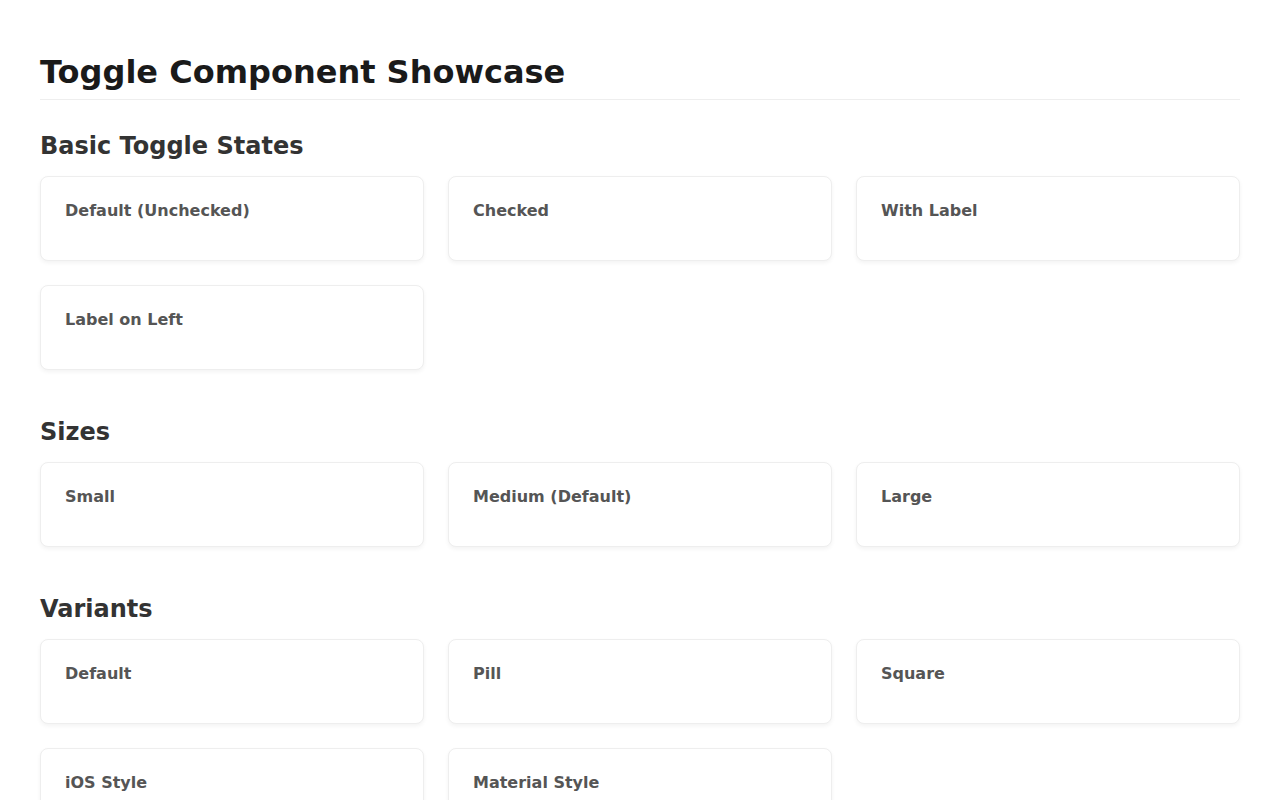 Toggle Component Showcase
Basic Toggle States
Default (Unchecked)
Checked
With Label
Label on Left
Sizes
Small
Medium (Default)
Large
Variants
Default
Pill
Square
iOS Style
Material Style